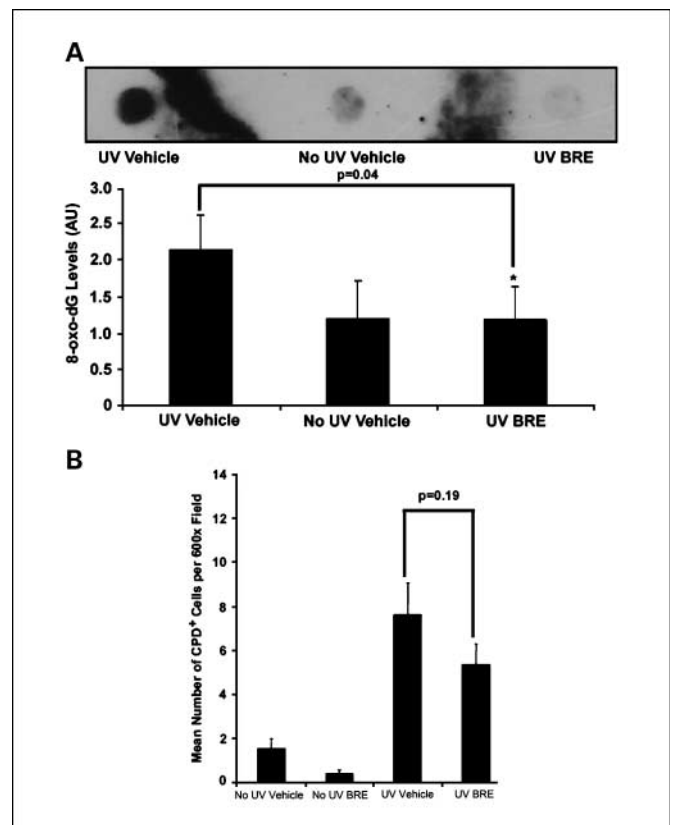 A
UV Vehicle No UV Vehicle UV BRE
p=0.04
8-oxo-dG Levels (AU)
3.0
2.5
2.0
1.5
1.0
0.5
0
*
UV Vehicle No UV Vehicle UV BRE
B
Mean Number of CPD+ Cells per 600x Field
14
12
10
8
6
4
2
0
p=0.19
No UV Vehicle No UV BRE UV Vehicle UV BRE